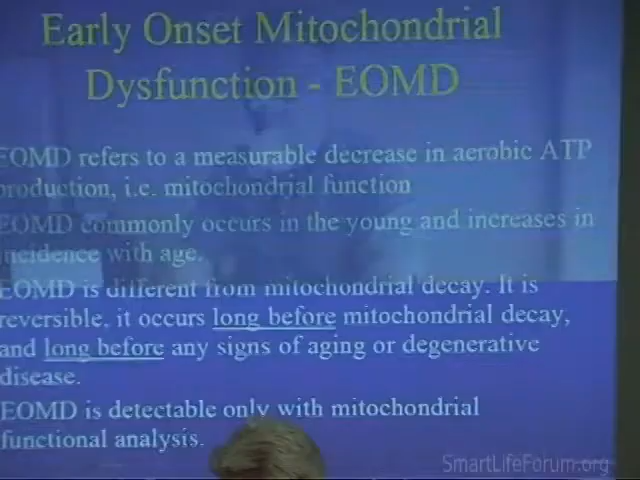 Early Onset Mitochondrial
Dysfunction - EOMD
EOMD refers to a measurable decrease in aerobic ATP
production, i.e. mitochondrial function
EOMD commonly occurs in the young and increases in
incidence with age.
EOMD is different from mitochondrial decay. It is
reversible, it occurs long before mitochondrial decay,
and long before any signs of aging or degenerative
disease.
EOMD is detectable only with mitochondrial
functional analysis.
SmartLifeForum.org